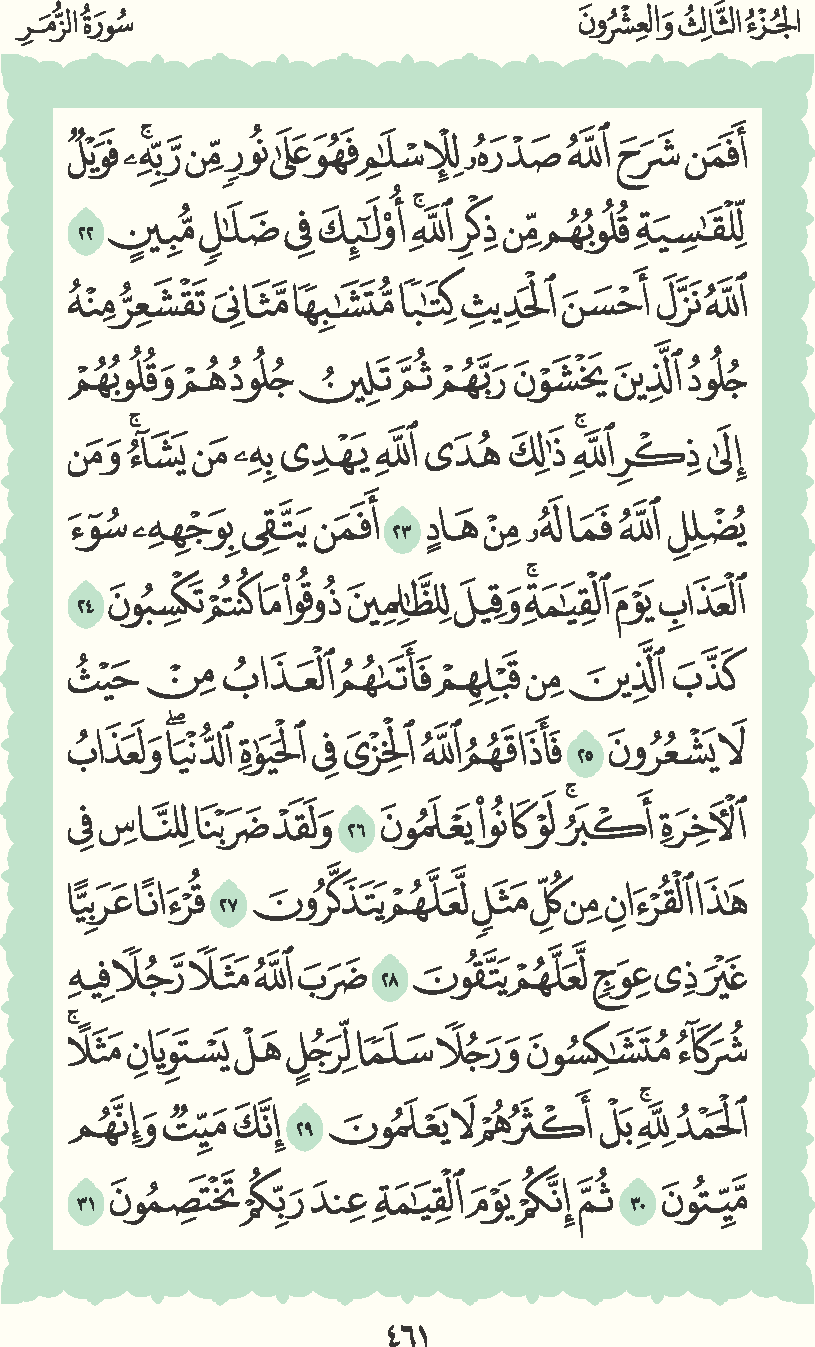 الجُزْءُ الثَّالِثُ وَالعِشْرُونَ
سُورَةُ الزُّمَرِ
أَفَمَن شَرَحَ ٱللَّهُ صَدْرَهُۥ لِلْإِسْلَٰمِ فَهُوَ عَلَىٰ نُورٍ مِّن رَّبِّهِۦۚ فَوَيْلٌ
لِّلْقَٰسِيَةِ قُلُوبُهُم مِّن ذِكْرِ ٱللَّهِۚ أُو۟لَٰٓئِكَ فِى ضَلَٰلٍ مُّبِينٍ ٢٢
ٱللَّهُ نَزَّلَ أَحْسَنَ ٱلْحَدِيثِ كِتَٰبًا مُّتَشَٰبِهًا مَّثَانِىَ تَقْشَعِرُّ مِنْهُ
جُلُودُ ٱلَّذِينَ يَخْشَوْنَ رَبَّهُمْ ثُمَّ تَلِينُ جُلُودُهُمْ وَقُلُوبُهُمْ
إِلَىٰ ذِكْرِ ٱللَّهِۚ ذَٰلِكَ هُدَى ٱللَّهِ يَهْدِى بِهِۦ مَن يَشَآءُۚ وَمَن
يُضْلِلِ ٱللَّهُ فَمَا لَهُۥ مِنْ هَادٍ ٢٣ أَفَمَن يَتَّقِى بِوَجْهِهِۦ سُوٓءَ
ٱلْعَذَابِ يَوْمَ ٱلْقِيَٰمَةِۚ وَقِيلَ لِلظَّٰلِمِينَ ذُوقُوا۟ مَا كُنتُمْ تَكْسِبُونَ ٢٤
كَذَّبَ ٱلَّذِينَ مِن قَبْلِهِمْ فَأَتَىٰهُمُ ٱلْعَذَابُ مِنْ حَيْثُ
لَا يَشْعُرُونَ ٢٥ فَأَذَاقَهُمُ ٱللَّهُ ٱلْخِزْىَ فِى ٱلْحَيَوٰةِ ٱلدُّنْيَاۖ وَلَعَذَابُ
ٱلْءَاخِرَةِ أَكْبَرُۚ لَوْ كَانُوا۟ يَعْلَمُونَ ٢٦ وَلَقَدْ ضَرَبْنَا لِلنَّاسِ فِى
هَٰذَا ٱلْقُرْءَانِ مِن كُلِّ مَثَلٍ لَّعَلَّهُمْ يَتَذَكَّرُونَ ٢٧ قُرْءَانًا عَرَبِيًّا
غَيْرَ ذِى عِوَجٍ لَّعَلَّهُمْ يَتَّقُونَ ٢٨ ضَرَبَ ٱللَّهُ مَثَلًا رَّجُلًا فِيهِ
شُرَكَآءُ مُتَشَٰكِسُونَ وَرَجُلًا سَلَمًا لِّرَجُلٍ هَلْ يَسْتَوِيَانِ مَثَلًاۚ
ٱلْحَمْدُ لِلَّهِۚ بَلْ أَكْثَرُهُمْ لَا يَعْلَمُونَ ٢٩ إِنَّكَ مَيِّتٌ وَإِنَّهُم
مَّيِّتُونَ ٣٠ ثُمَّ إِنَّكُمْ يَوْمَ ٱلْقِيَٰمَةِ عِندَ رَبِّكُمْ تَخْتَصِمُونَ ٣١
٤٦١